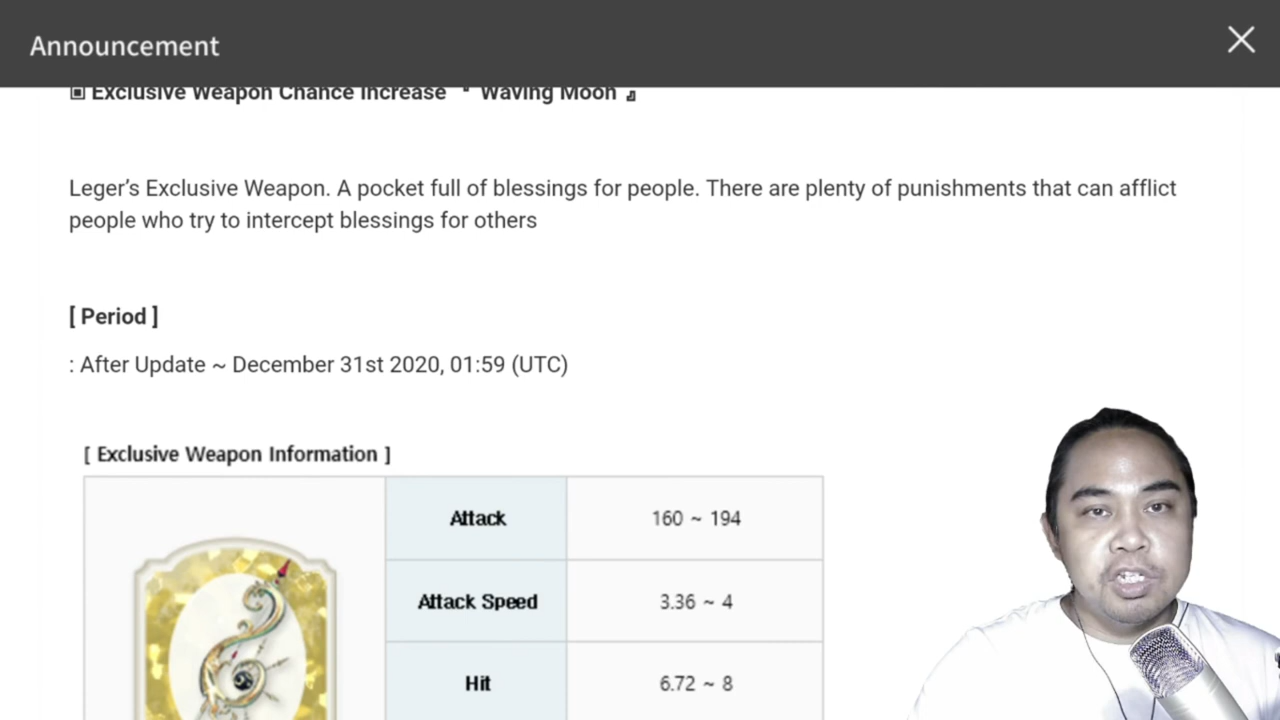 Announcement
▣ Exclusive Weapon Chance Increase 『 Waving Moon 』
Leger’s Exclusive Weapon. A pocket full of blessings for people. There are plenty of punishments that can afflict
people who try to intercept blessings for others
[ Period ]
: After Update ~ December 31st 2020, 01:59 (UTC)
[ Exclusive Weapon Information ]
Attack 160 ~ 194
Attack Speed 3.36 ~ 4
Hit 6.72 ~ 8